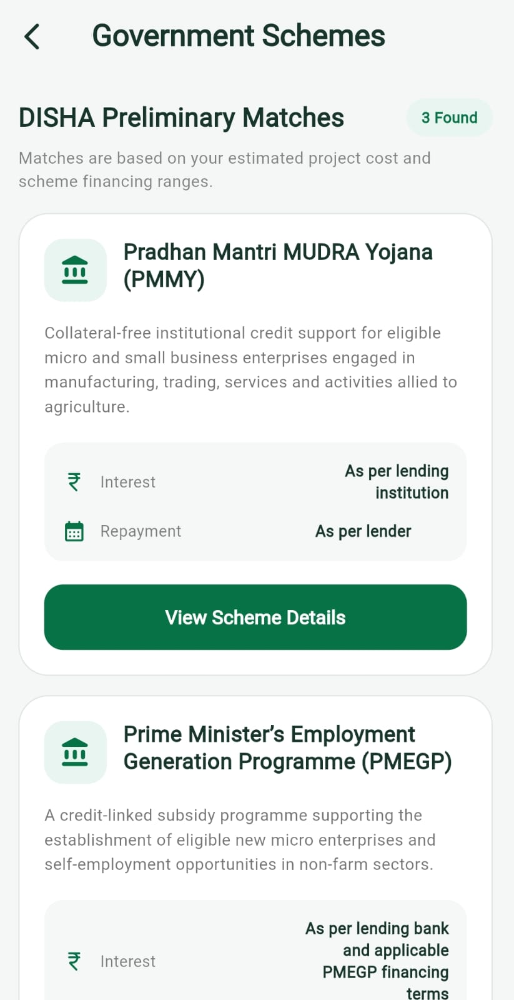 Government Schemes
DISHA Preliminary Matches
3 Found
Matches are based on your estimated project cost and
scheme financing ranges.
Pradhan Mantri MUDRA Yojana
(PMMY)
Collateral-free institutional credit support for eligible
micro and small business enterprises engaged in
manufacturing, trading, services and activities allied to
agriculture.
Interest
As per lending
institution
Repayment
As per lender
View Scheme Details
Prime Minister’s Employment
Generation Programme (PMEGP)
A credit-linked subsidy programme supporting the
establishment of eligible new micro enterprises and
self-employment opportunities in non-farm sectors.
Interest
As per lending bank
and applicable
PMEGP financing
terms